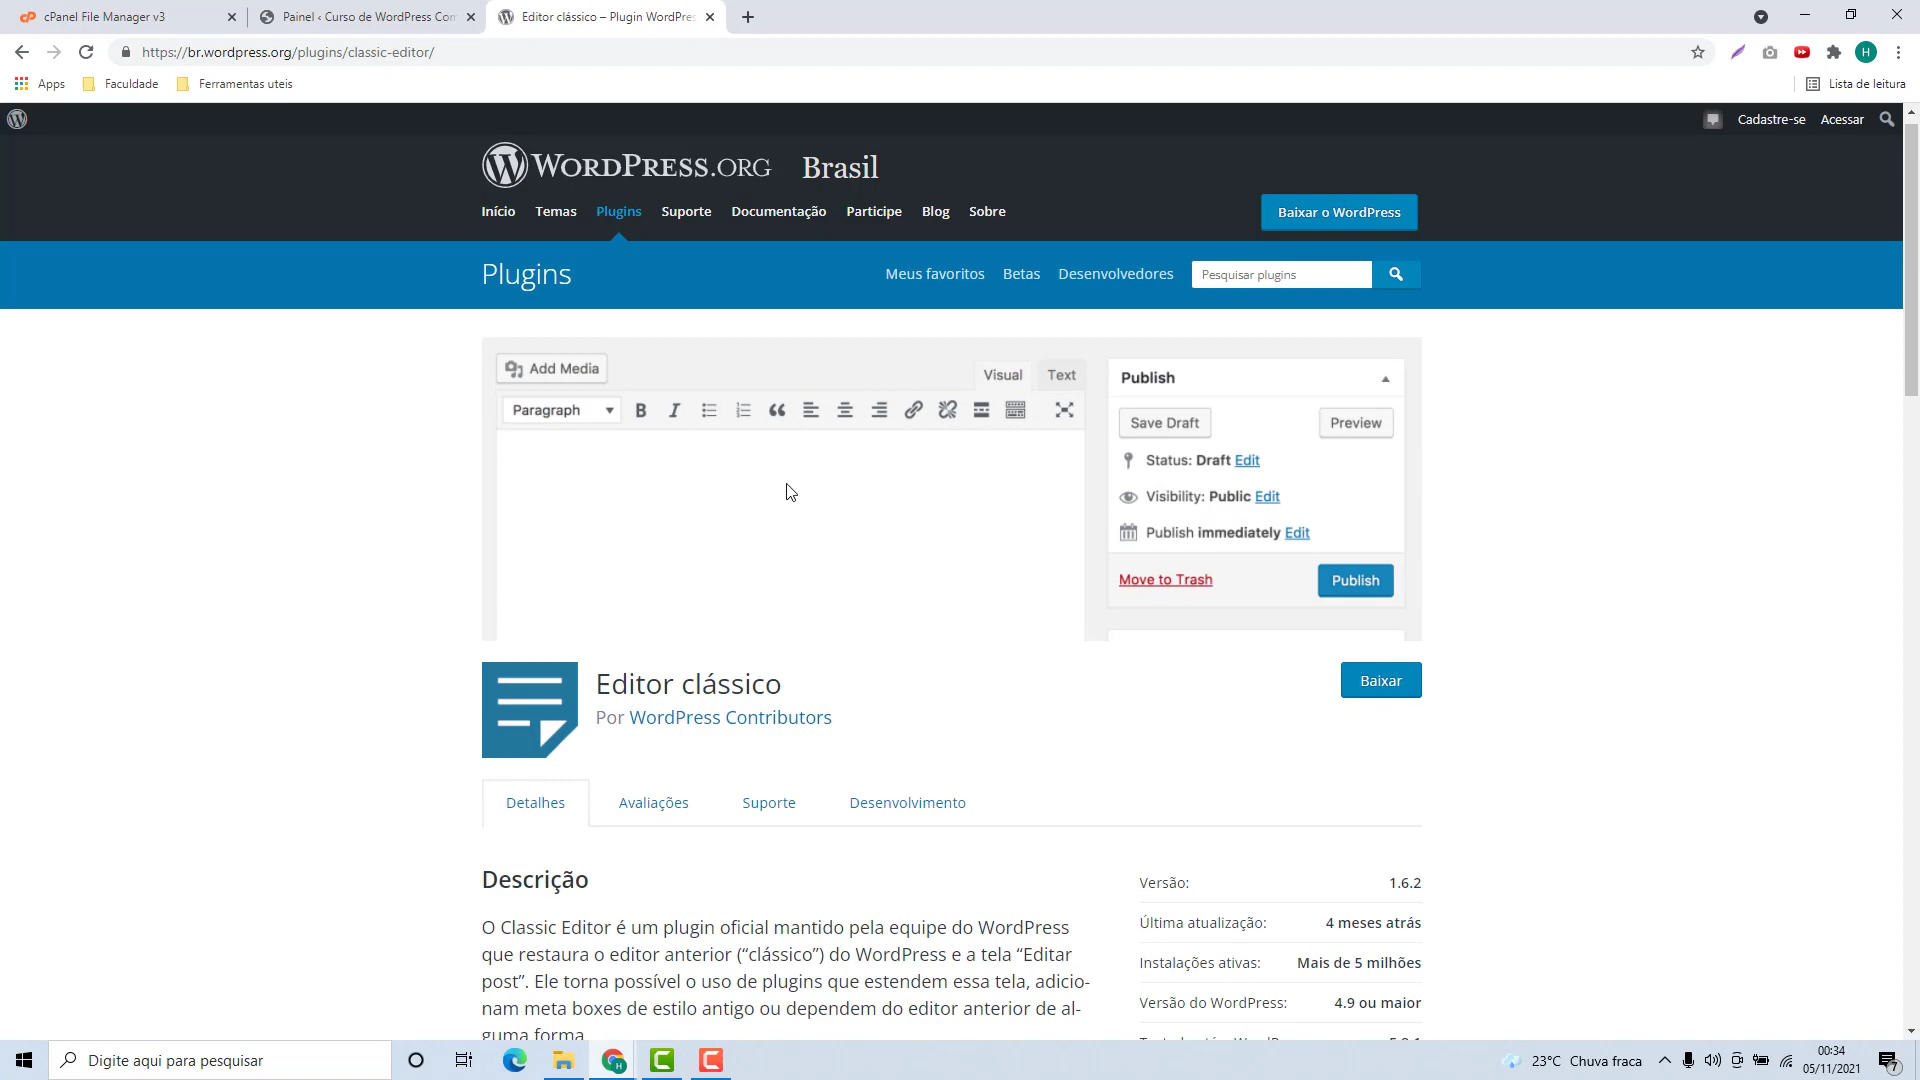 cPanel File Manager v3
Painel ‹ Curso de WordPress Com
Editor clássico – Plugin WordPres
https://br.wordpress.org/plugins/classic-editor/
H
Apps
Faculdade
Ferramentas uteis
Lista de leitura
Cadastre-se
Acessar
WORDPRESS.ORG
Brasil
Início
Temas
Plugins
Suporte
Documentação
Participe
Blog
Sobre
Baixar o WordPress
Plugins
Meus favoritos
Betas
Desenvolvedores
Pesquisar plugins
Add Media
Visual
Text
Paragraph
Publish
Save Draft
Preview
Status: Draft Edit
Visibility: Public Edit
Publish immediately Edit
Move to Trash
Publish
Editor clássico
Por WordPress Contributors
Baixar
Detalhes
Avaliações
Suporte
Desenvolvimento
Descrição
O Classic Editor é um plugin oficial mantido pela equipe do WordPress
que restaura o editor anterior (“clássico”) do WordPress e a tela “Editar
post”. Ele torna possível o uso de plugins que estendem essa tela, adicio-
nam meta boxes de estilo antigo ou dependem do editor anterior de al-
guma forma.
Versão: 1.6.2
Última atualização: 4 meses atrás
Instalações ativas: Mais de 5 milhões
Versão do WordPress: 4.9 ou maior
Digite aqui para pesquisar
23°C Chuva fraca
00:34
05/11/2021
7